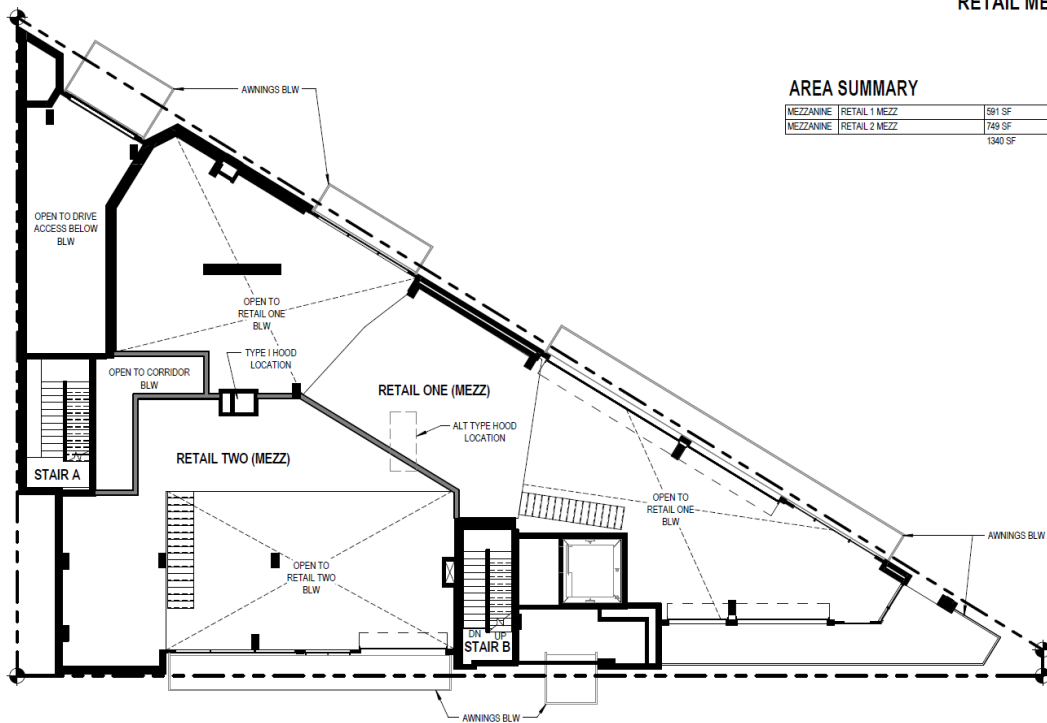 RETAIL ME
AREA SUMMARY
MEZZANINE RETAIL 1 MEZZ 591 SF
MEZZANINE RETAIL 2 MEZZ 749 SF
1340 SF
AWNINGS BLW
OPEN TO DRIVE
ACCESS BELOW
BLW
OPEN TO
RETAIL ONE
BLW
TYPE I HOOD
LOCATION
OPEN TO CORRIDOR
BLW
RETAIL ONE (MEZZ)
ALT TYPE HOOD
LOCATION
STAIR A
RETAIL TWO (MEZZ)
OPEN TO
RETAIL ONE
BLW
AWNINGS BLW
OPEN TO
RETAIL TWO
BLW
DN UP
STAIR B
AWNINGS BLW